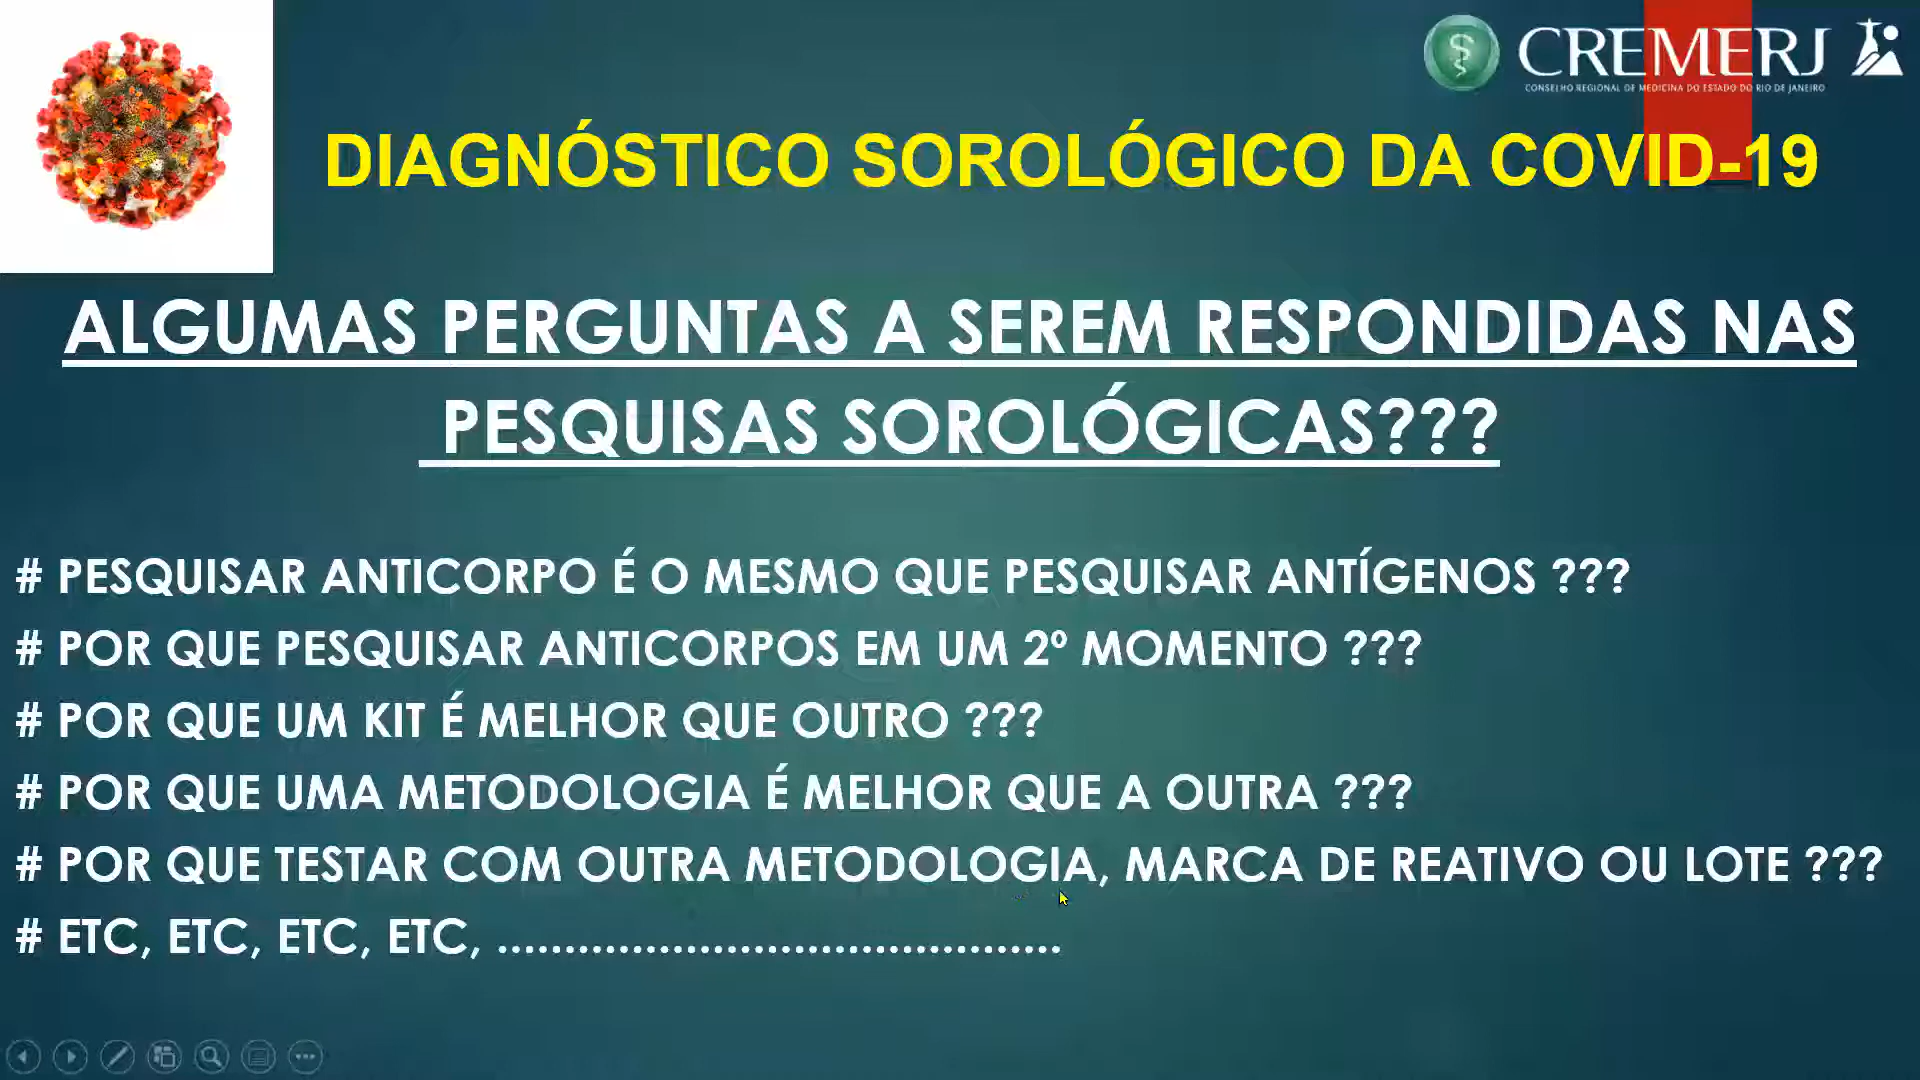 CREMERJ
CONSELHO REGIONAL DE MEDICINA DO ESTADO DO RIO DE JANEIRO
DIAGNÓSTICO SOROLÓGICO DA COVID-19
ALGUMAS PERGUNTAS A SEREM RESPONDIDAS NAS
PESQUISAS SOROLÓGICAS???
# PESQUISAR ANTICORPO É O MESMO QUE PESQUISAR ANTÍGENOS ???
# POR QUE PESQUISAR ANTICORPOS EM UM 2º MOMENTO ???
# POR QUE UM KIT É MELHOR QUE OUTRO ???
# POR QUE UMA METODOLOGIA É MELHOR QUE A OUTRA ???
# POR QUE TESTAR COM OUTRA METODOLOGIA, MARCA DE REATIVO OU LOTE ???
# ETC, ETC, ETC, ETC, ..........................................